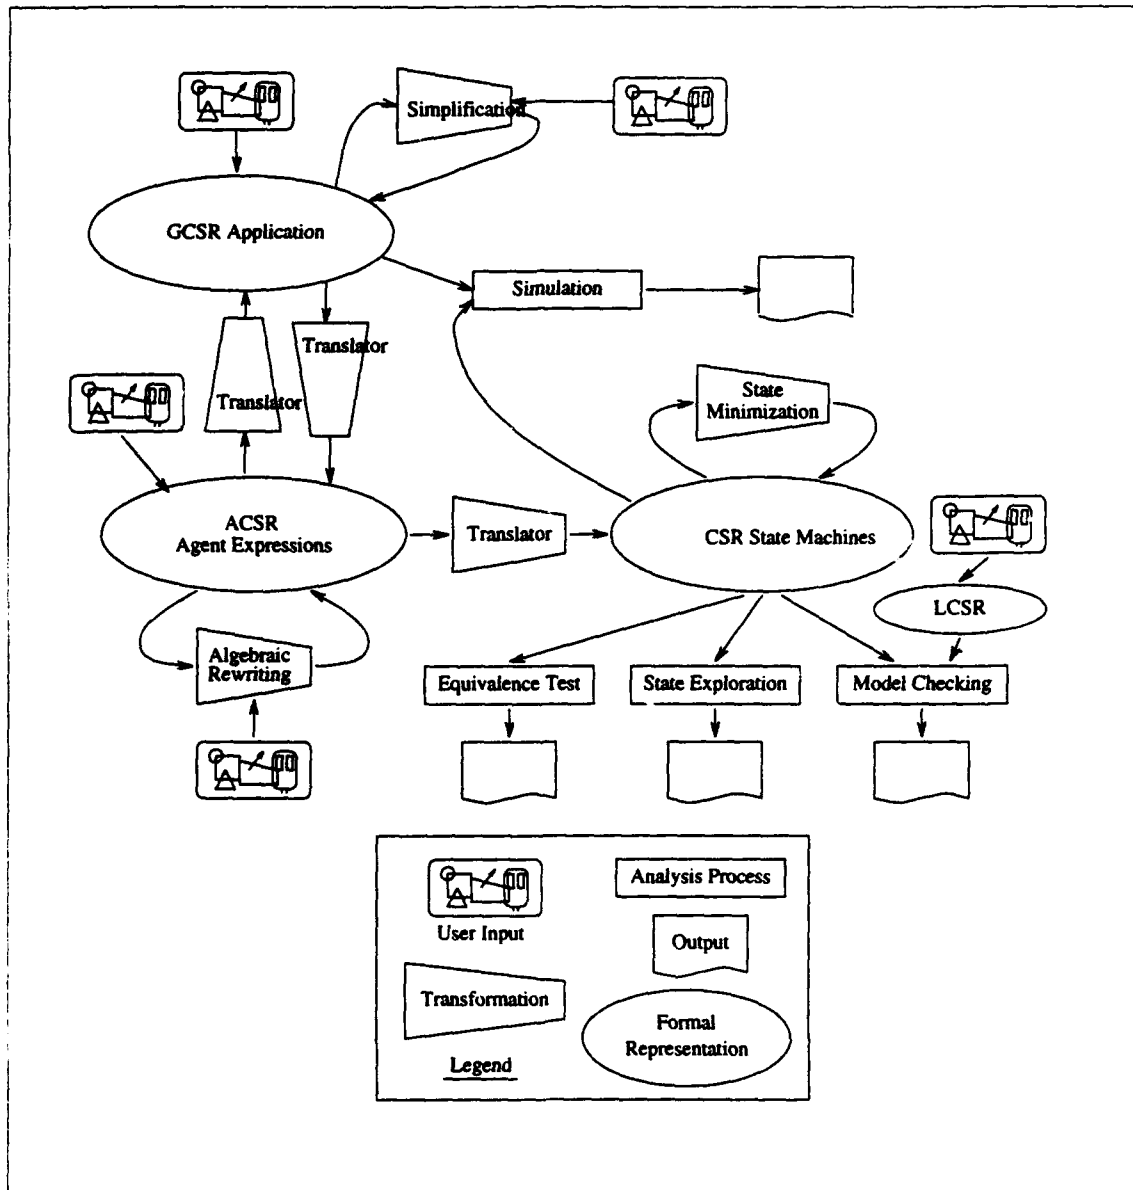 Simplification
GCSR Application
Simulation
Translator
Translator
State
Minimization
ACSR
Agent Expressions
Translator
CSR State Machines
LCSR
Algebraic
Rewriting
Equivalence Test
State Exploration
Model Checking
Analysis Process
User Input
Output
Transformation
Formal
Representation
Legend